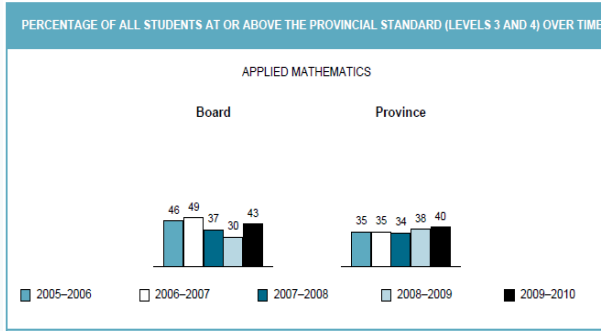 PERCENTAGE OF ALL STUDENTS AT OR ABOVE THE PROVINCIAL STANDARD (LEVELS 3 AND 4) OVER TIME
APPLIED MATHEMATICS
Board Province
46 49 37 30 43 35 35 34 38 40
2005–2006 2006–2007 2007–2008 2008–2009 2009–2010